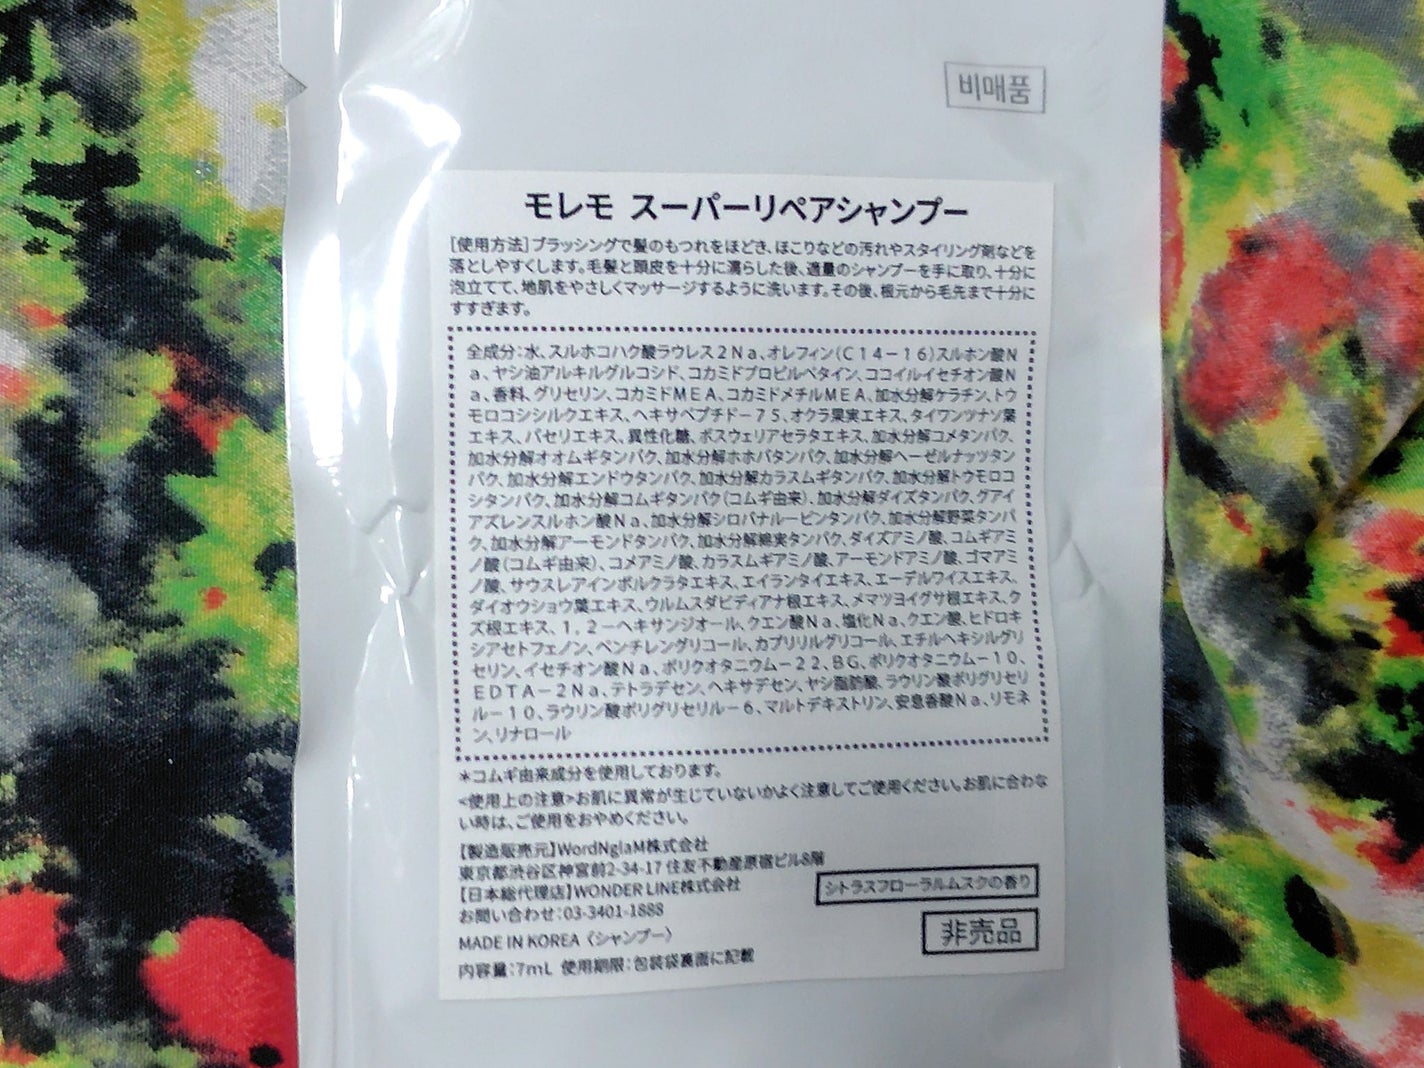 비매품
モレモ スーパーリペアシャンプー
[使用方法]ブラッシングで髪のもつれをほどき、ほこりなどの汚れやスタイリング剤などを
落としやすくします。毛髪と頭皮を十分に濡らした後、適量のシャンプーを手に取り、十分に
泡立てて、地肌をやさしくマッサージするように洗います。その後、根元から毛先まで十分に
すすぎます。
全成分：水、スルホコハク酸ラウレス２Ｎａ、オレフィン（Ｃ１４－１６）スルホン酸Ｎ
ａ、ヤシ油アルキルグルコシド、コカミドプロピルベタイン、ココイルイセチオン酸Ｎ
ａ、香料、グリセリン、コカミドＭＥＡ、コカミドメチルＭＥＡ、加水分解ケラチン、トウ
モロコシシルクエキス、ヘキサペプチドー７５、オクラ果実エキス、タイワンツナソ葉
エキス、パセリエキス、異性化糖、ボスウェリアセラタエキス、加水分解コメタンパク、
加水分解オオムギタンパク、加水分解ホホバタンパク、加水分解ヘーゼルナッツタン
パク、加水分解エンドウタンパク、加水分解カラスムギタンパク、加水分解トウモロコ
シタンパク、加水分解コムギタンパク（コムギ由来）、加水分解ダイズタンパク、グアイ
アズレンスルホン酸Ｎａ、加水分解シロバナルーピンタンパク、加水分解野菜タンパ
ク、加水分解アーモンドタンパク、加水分解綿実タンパク、ダイズアミノ酸、コムギアミ
ノ酸（コムギ由来）、コメアミノ酸、カラスムギアミノ酸、アーモンドアミノ酸、ゴマアミ
ノ酸、サウスレアインボルクラタエキス、エイランタイエキス、エーデルワイスエキス、
ダイオウショウ葉エキス、ウルムスダビディアナ根エキス、メマツヨイグサ根エキス、ク
ズ根エキス、１，２－ヘキサンジオール、クエン酸Ｎａ、塩化Ｎａ、クエン酸、ヒドロキ
シアセトフェノン、ペンチレングリコール、カプリリルグリコール、エチルヘキシルグリ
セリン、イセチオン酸Ｎａ、ポリクオタニウム－２２、ＢＧ、ポリクオタニウム－１０、
ＥＤＴＡ－２Ｎａ、テトラデセン、ヘキサデセン、ヤシ脂肪酸、ラウリン酸ポリグリセリ
ルー１０、ラウリン酸ポリグリセリル－６、マルトデキストリン、安息香酸Ｎａ、リモネ
ン、リナロール
＊コムギ由来成分を使用しております。
<使用上の注意>お肌に異常が生じていないかよく注意してご使用ください。お肌に合わな
い時は、ご使用をおやめください。
【製造販売元】WordNglaM株式会社
東京都渋谷区神宮前2-34-17 住友不動産原宿ビル8階
【日本総代理店】WONDER LINE株式会社
お問い合わせ：03-3401-1888
シトラスフローラルムスクの香り
MADE IN KOREA 〈シャンプー〉
非売品
内容量：7mL 使用期限：包装袋裏面に記載